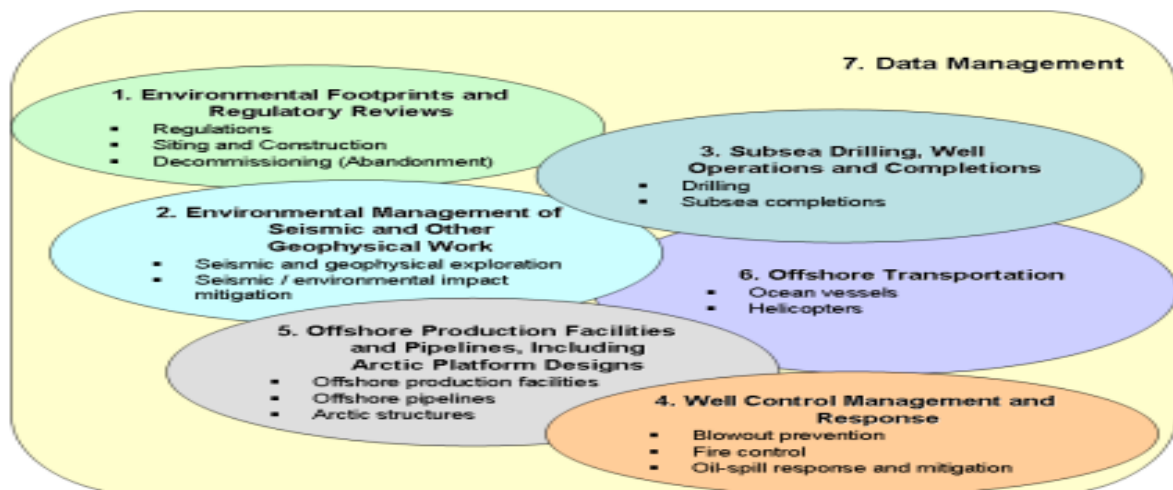 7. Data Management
1. Environmental Footprints and
Regulatory Reviews
▪ Regulations
▪ Siting and Construction
▪ Decommissioning (Abandonment)
3. Subsea Drilling, Well
Operations and Completions
▪ Drilling
▪ Subsea completions
2. Environmental Management of
Seismic and Other
Geophysical Work
▪ Seismic and geophysical exploration
▪ Seismic / environmental impact
mitigation
6. Offshore Transportation
▪ Ocean vessels
▪ Helicopters
5. Offshore Production Facilities
and Pipelines, Including
Arctic Platform Designs
▪ Offshore production facilities
▪ Offshore pipelines
▪ Arctic structures
4. Well Control Management and
Response
▪ Blowout prevention
▪ Fire control
▪ Oil-spill response and mitigation